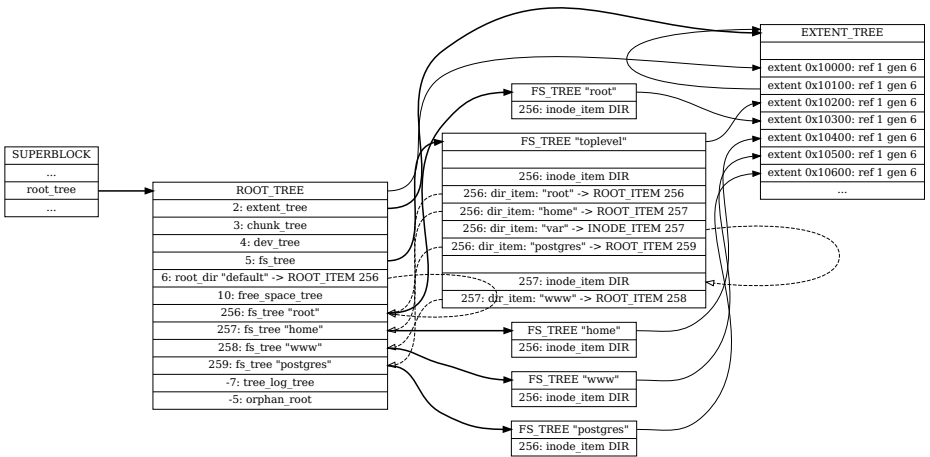 SUPERBLOCK
...
root_tree
...
ROOT_TREE
2: extent_tree
3: chunk_tree
4: dev_tree
5: fs_tree
6: root_dir "default" -> ROOT_ITEM 256
10: free_space_tree
256: fs_tree "root"
257: fs_tree "home"
258: fs_tree "www"
259: fs_tree "postgres"
-7: tree_log_tree
-5: orphan_root
FS_TREE "root"
256: inode_item DIR
FS_TREE "toplevel"
256: inode_item DIR
256: dir_item: "root" -> ROOT_ITEM 256
256: dir_item: "home" -> ROOT_ITEM 257
256: dir_item: "var" -> INODE_ITEM 257
256: dir_item: "postgres" -> ROOT_ITEM 259
257: inode_item DIR
257: dir_item: "www" -> ROOT_ITEM 258
FS_TREE "home"
256: inode_item DIR
FS_TREE "www"
256: inode_item DIR
FS_TREE "postgres"
256: inode_item DIR
EXTENT_TREE
extent 0x10000: ref 1 gen 6
extent 0x10100: ref 1 gen 6
extent 0x10200: ref 1 gen 6
extent 0x10300: ref 1 gen 6
extent 0x10400: ref 1 gen 6
extent 0x10500: ref 1 gen 6
extent 0x10600: ref 1 gen 6
...